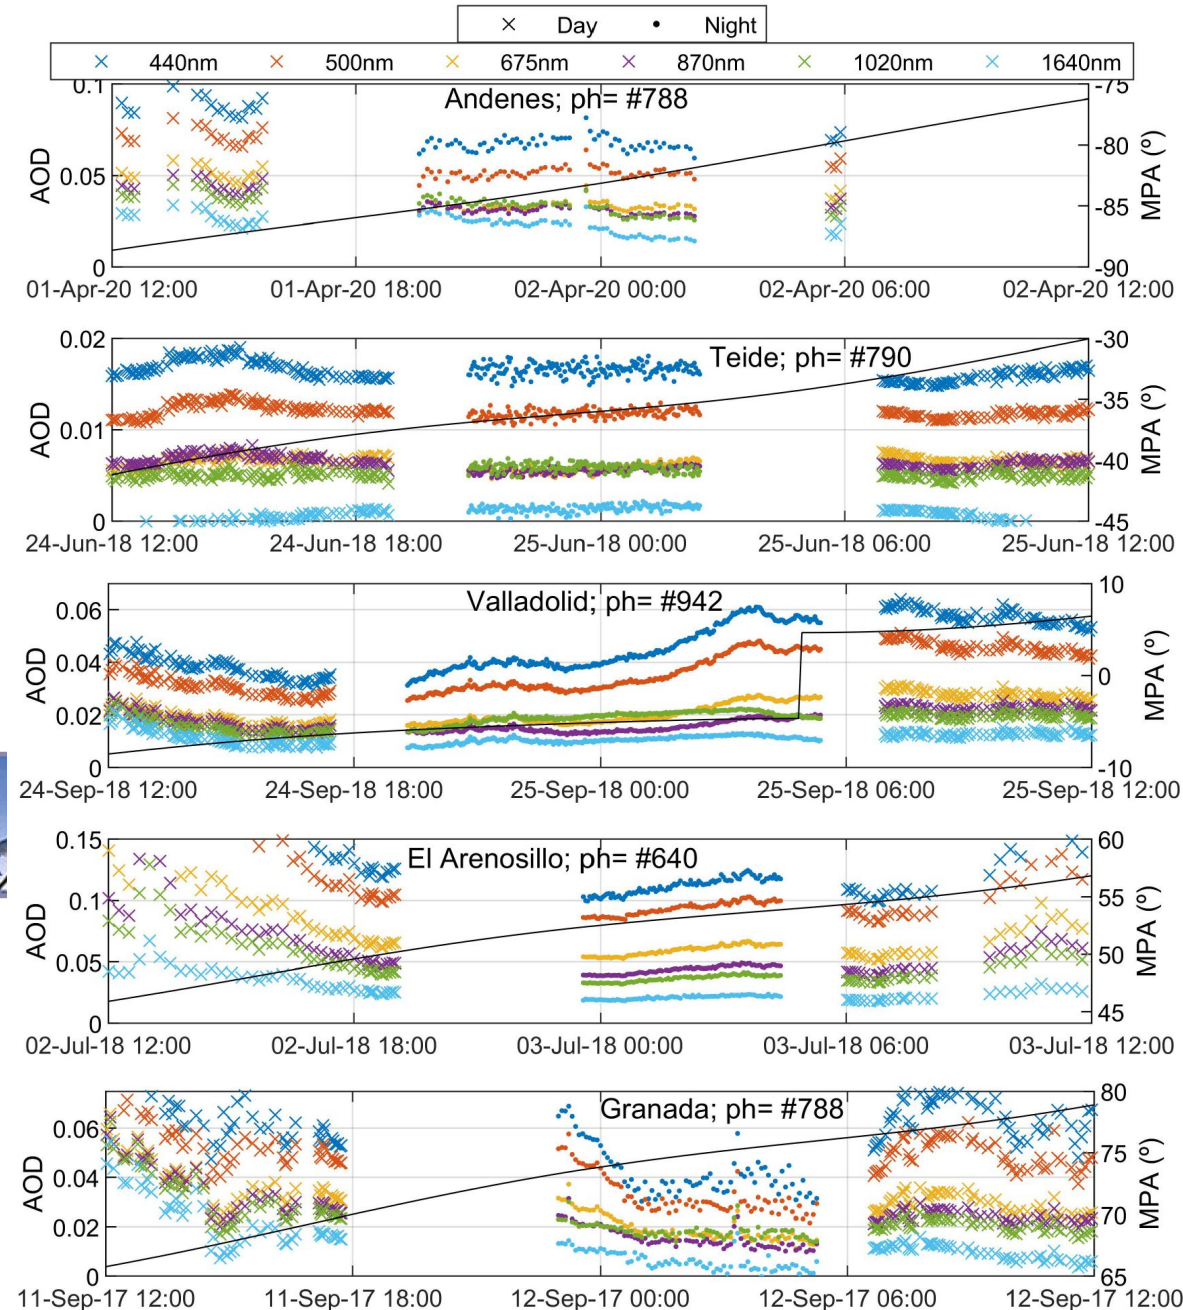 × Day • Night
× 440nm × 500nm × 675nm × 870nm × 1020nm × 1640nm
Andenes; ph= #788
0.1
0.05
0
AOD
-75
-80
-85
-90
MPA (º)
01-Apr-20 12:00 01-Apr-20 18:00 02-Apr-20 00:00 02-Apr-20 06:00 02-Apr-20 12:00
Teide; ph= #790
0.02
0.01
0
AOD
-30
-35
-40
-45
MPA (º)
24-Jun-18 12:00 24-Jun-18 18:00 25-Jun-18 00:00 25-Jun-18 06:00 25-Jun-18 12:00
Valladolid; ph= #942
0.06
0.04
0.02
0
AOD
10
0
-10
MPA (º)
24-Sep-18 12:00 24-Sep-18 18:00 25-Sep-18 00:00 25-Sep-18 06:00 25-Sep-18 12:00
El Arenosillo; ph= #640
0.15
0.1
0.05
0
AOD
60
55
50
45
MPA (º)
02-Jul-18 12:00 02-Jul-18 18:00 03-Jul-18 00:00 03-Jul-18 06:00 03-Jul-18 12:00
Granada; ph= #788
0.06
0.04
0.02
0
AOD
80
75
70
65
MPA (º)
11-Sep-17 12:00 11-Sep-17 18:00 12-Sep-17 00:00 12-Sep-17 06:00 12-Sep-17 12:00